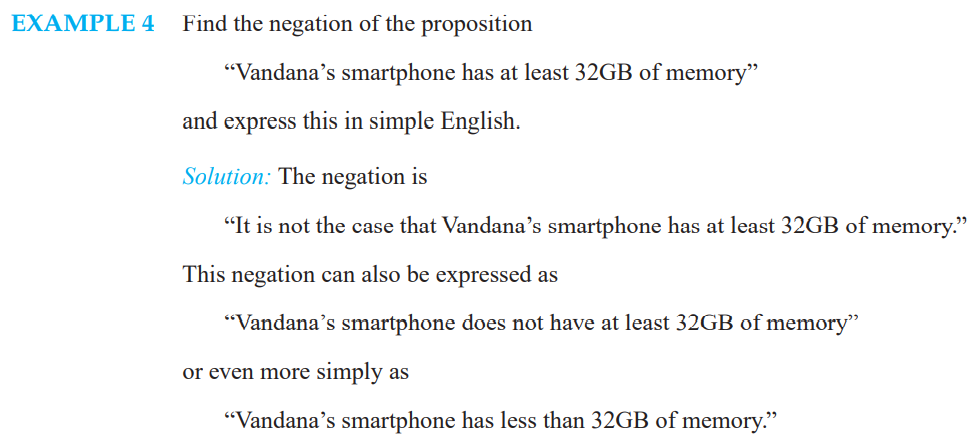 EXAMPLE 4 Find the negation of the proposition
“Vandana’s smartphone has at least 32GB of memory”
and express this in simple English.
Solution: The negation is
“It is not the case that Vandana’s smartphone has at least 32GB of memory.”
This negation can also be expressed as
“Vandana’s smartphone does not have at least 32GB of memory”
or even more simply as
“Vandana’s smartphone has less than 32GB of memory.”